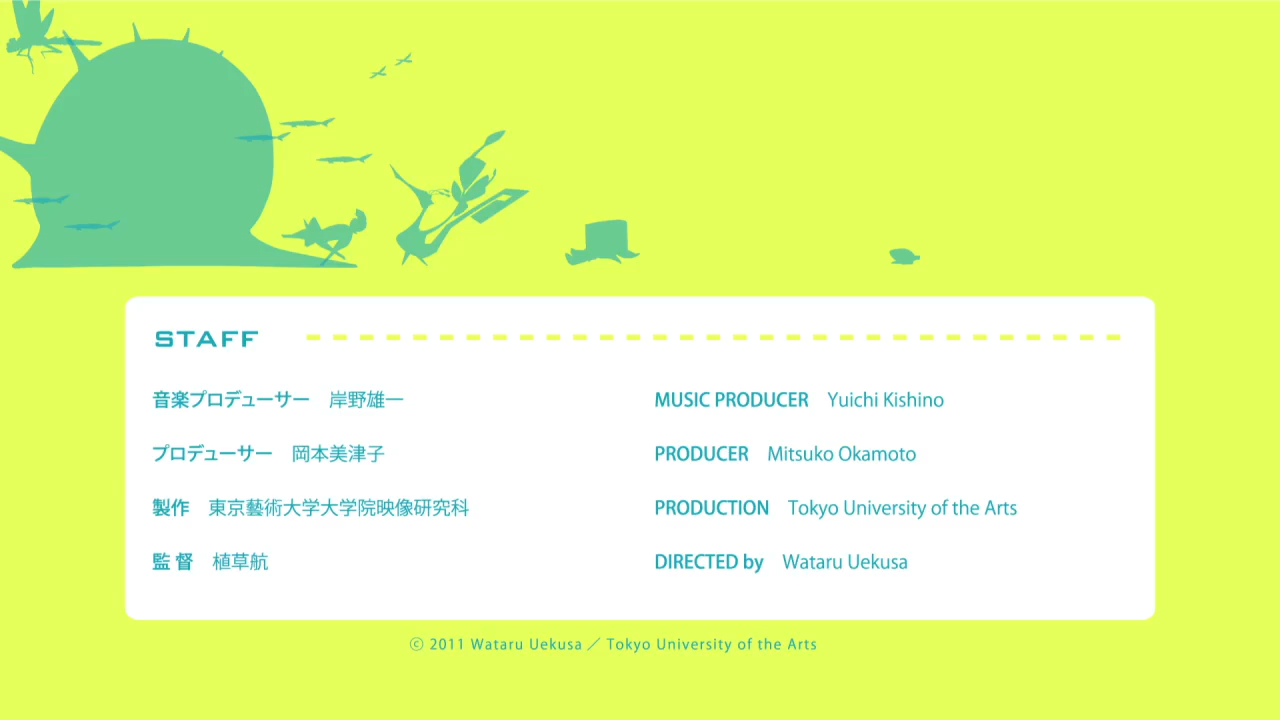 STAFF
音楽プロデューサー　岸野雄一
MUSIC PRODUCER　Yuichi Kishino
プロデューサー　岡本美津子
PRODUCER　Mitsuko Okamoto
製作　東京藝術大学大学院映像研究科
PRODUCTION　Tokyo University of the Arts
監 督　植草航
DIRECTED by　Wataru Uekusa
ⓒ 2011 Wataru Uekusa ／ Tokyo University of the Arts